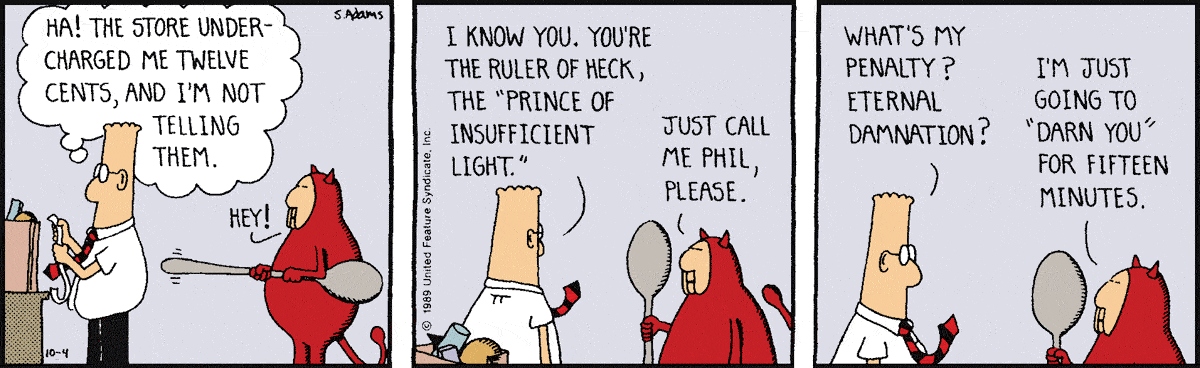 S.Adams
HA! THE STORE UNDER-
CHARGED ME TWELVE
CENTS, AND I'M NOT
TELLING
THEM.
HEY!
10-4
© 1989 United Feature Syndicate, Inc.
I KNOW YOU. YOU'RE
THE RULER OF HECK,
THE "PRINCE OF
INSUFFICIENT
LIGHT."
JUST CALL
ME PHIL,
PLEASE.
WHAT'S MY
PENALTY?
ETERNAL
DAMNATION?
I'M JUST
GOING TO
"DARN YOU"
FOR FIFTEEN
MINUTES.